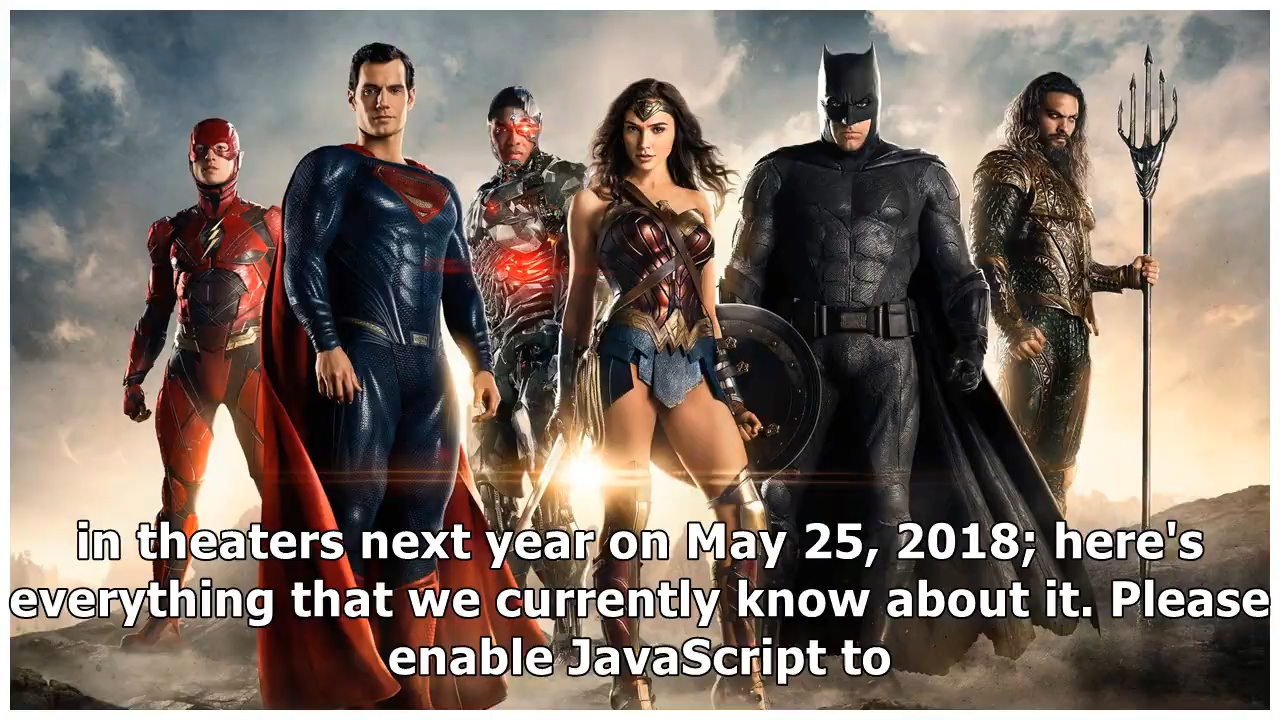 in theaters next year on May 25, 2018; here's
everything that we currently know about it. Please
enable JavaScript to